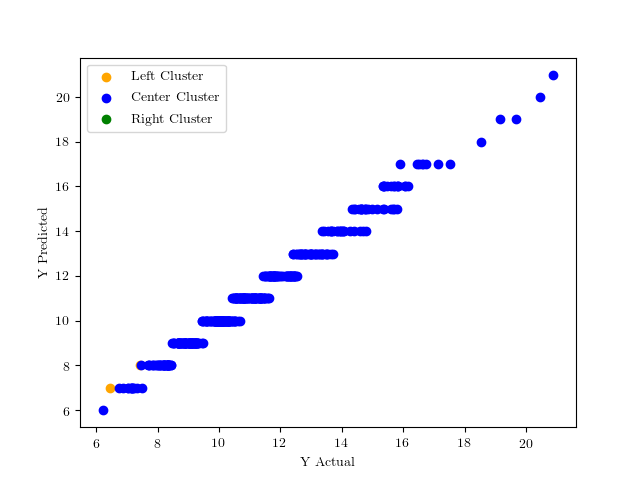 Left Cluster
Center Cluster
Right Cluster
20
18
16
14
12
10
8
6
Y Predicted
6 8 10 12 14 16 18 20
Y Actual